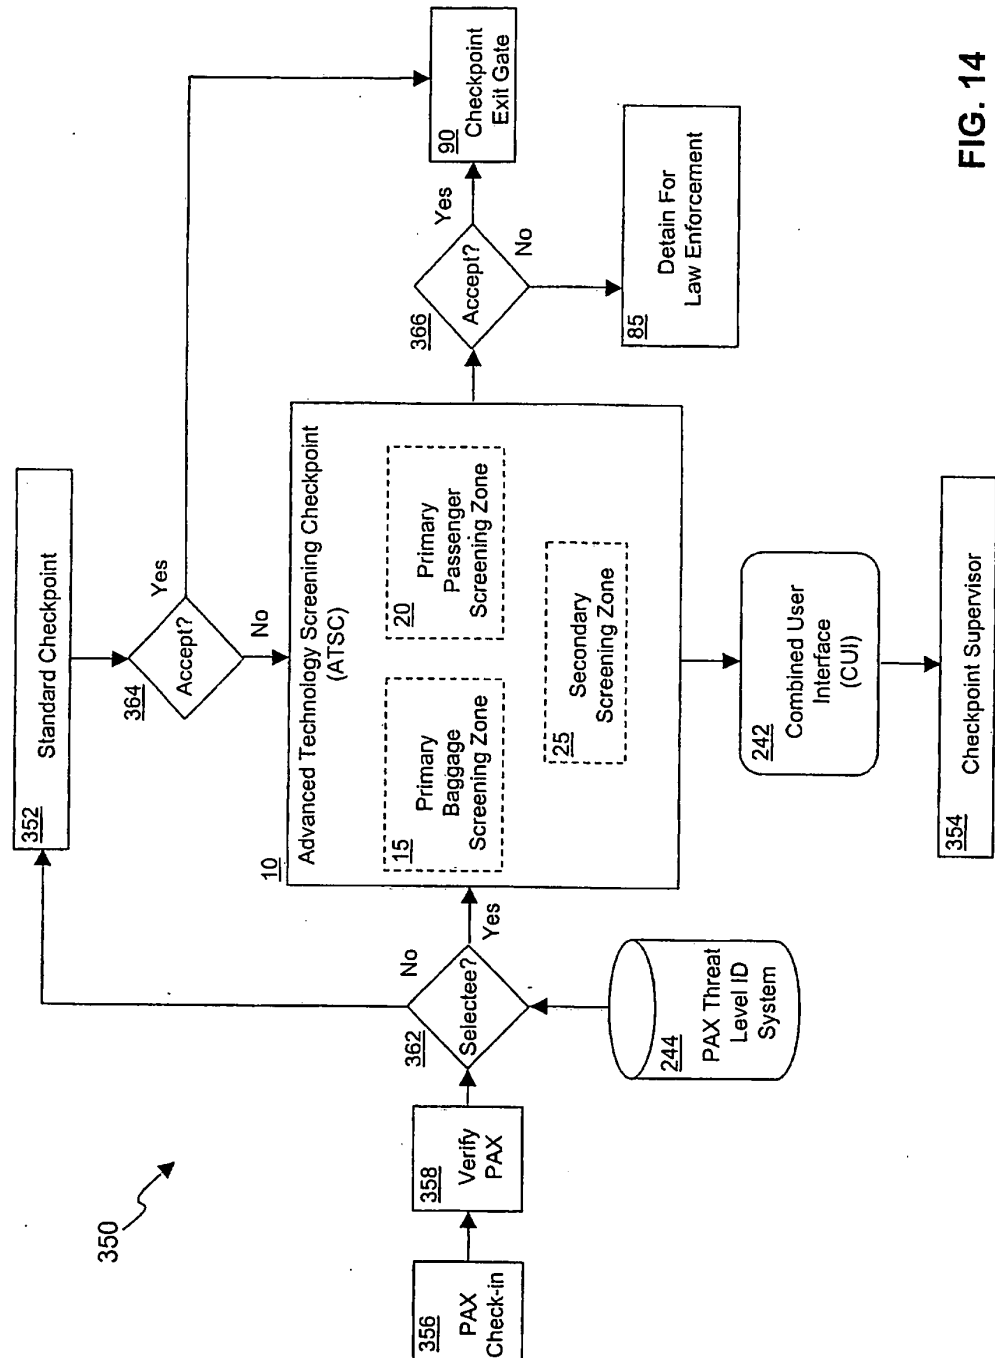 350
352
Standard Checkpoint
364
Accept?
Yes
No
356
PAX
Check-in
358
Verify
PAX
362
Selectee?
No
Yes
244
PAX Threat
Level ID
System
10
Advanced Technology Screening Checkpoint
(ATSC)
15
Primary
Baggage
Screening Zone
20
Primary
Passenger
Screening Zone
25
Secondary
Screening Zone
366
Accept?
Yes
No
90
Checkpoint
Exit Gate
85
Detain For
Law Enforcement
242
Combined User
Interface
(CUI)
354
Checkpoint Supervisor
FIG. 14